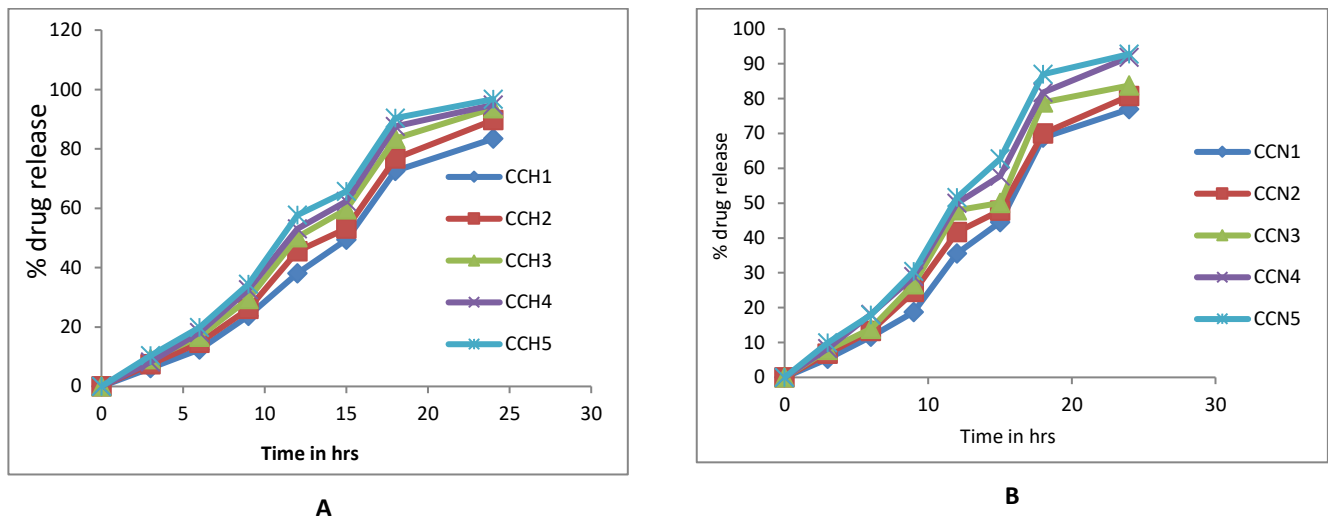 120
100
80
60
40
20
0
% drug release
0 5 10 15 20 25 30
Time in hrs
CCH1
CCH2
CCH3
CCH4
CCH5
A
100
90
80
70
60
50
40
30
20
10
0
% drug release
0 10 20 30
Time in hrs
CCN1
CCN2
CCN3
CCN4
CCN5
B